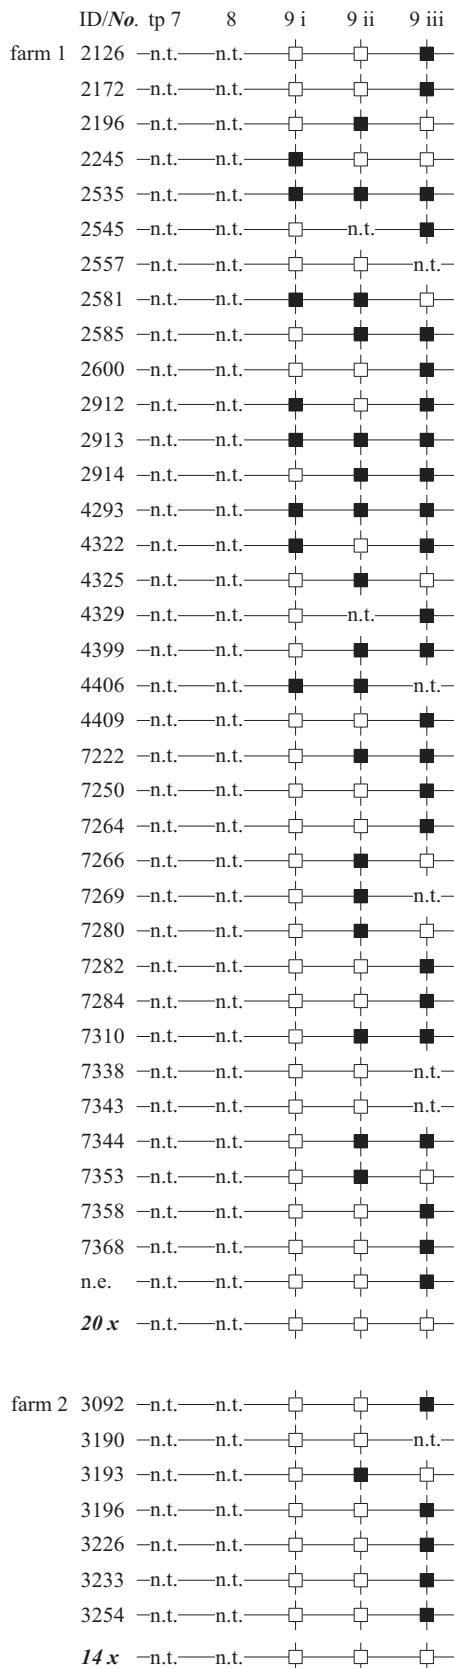 ID/No. tp 7 8 9 i 9 ii 9 iii
farm 1 2126 n.t. n.t.
2172 n.t. n.t.
2196 n.t. n.t.
2245 n.t. n.t.
2535 n.t. n.t.
2545 n.t. n.t. n.t.
2557 n.t. n.t. n.t.
2581 n.t. n.t.
2585 n.t. n.t.
2600 n.t. n.t.
2912 n.t. n.t.
2913 n.t. n.t.
2914 n.t. n.t.
4293 n.t. n.t.
4322 n.t. n.t.
4325 n.t. n.t.
4329 n.t. n.t. n.t.
4399 n.t. n.t.
4406 n.t. n.t. n.t.
4409 n.t. n.t.
7222 n.t. n.t.
7250 n.t. n.t.
7264 n.t. n.t.
7266 n.t. n.t.
7269 n.t. n.t. n.t.
7280 n.t. n.t.
7282 n.t. n.t.
7284 n.t. n.t.
7310 n.t. n.t.
7338 n.t. n.t. n.t.
7343 n.t. n.t. n.t.
7344 n.t. n.t.
7353 n.t. n.t.
7358 n.t. n.t.
7368 n.t. n.t.
n.e. n.t. n.t.
20 x n.t. n.t.
farm 2 3092 n.t. n.t.
3190 n.t. n.t. n.t.
3193 n.t. n.t.
3196 n.t. n.t.
3226 n.t. n.t.
3233 n.t. n.t.
3254 n.t. n.t.
14 x n.t. n.t.